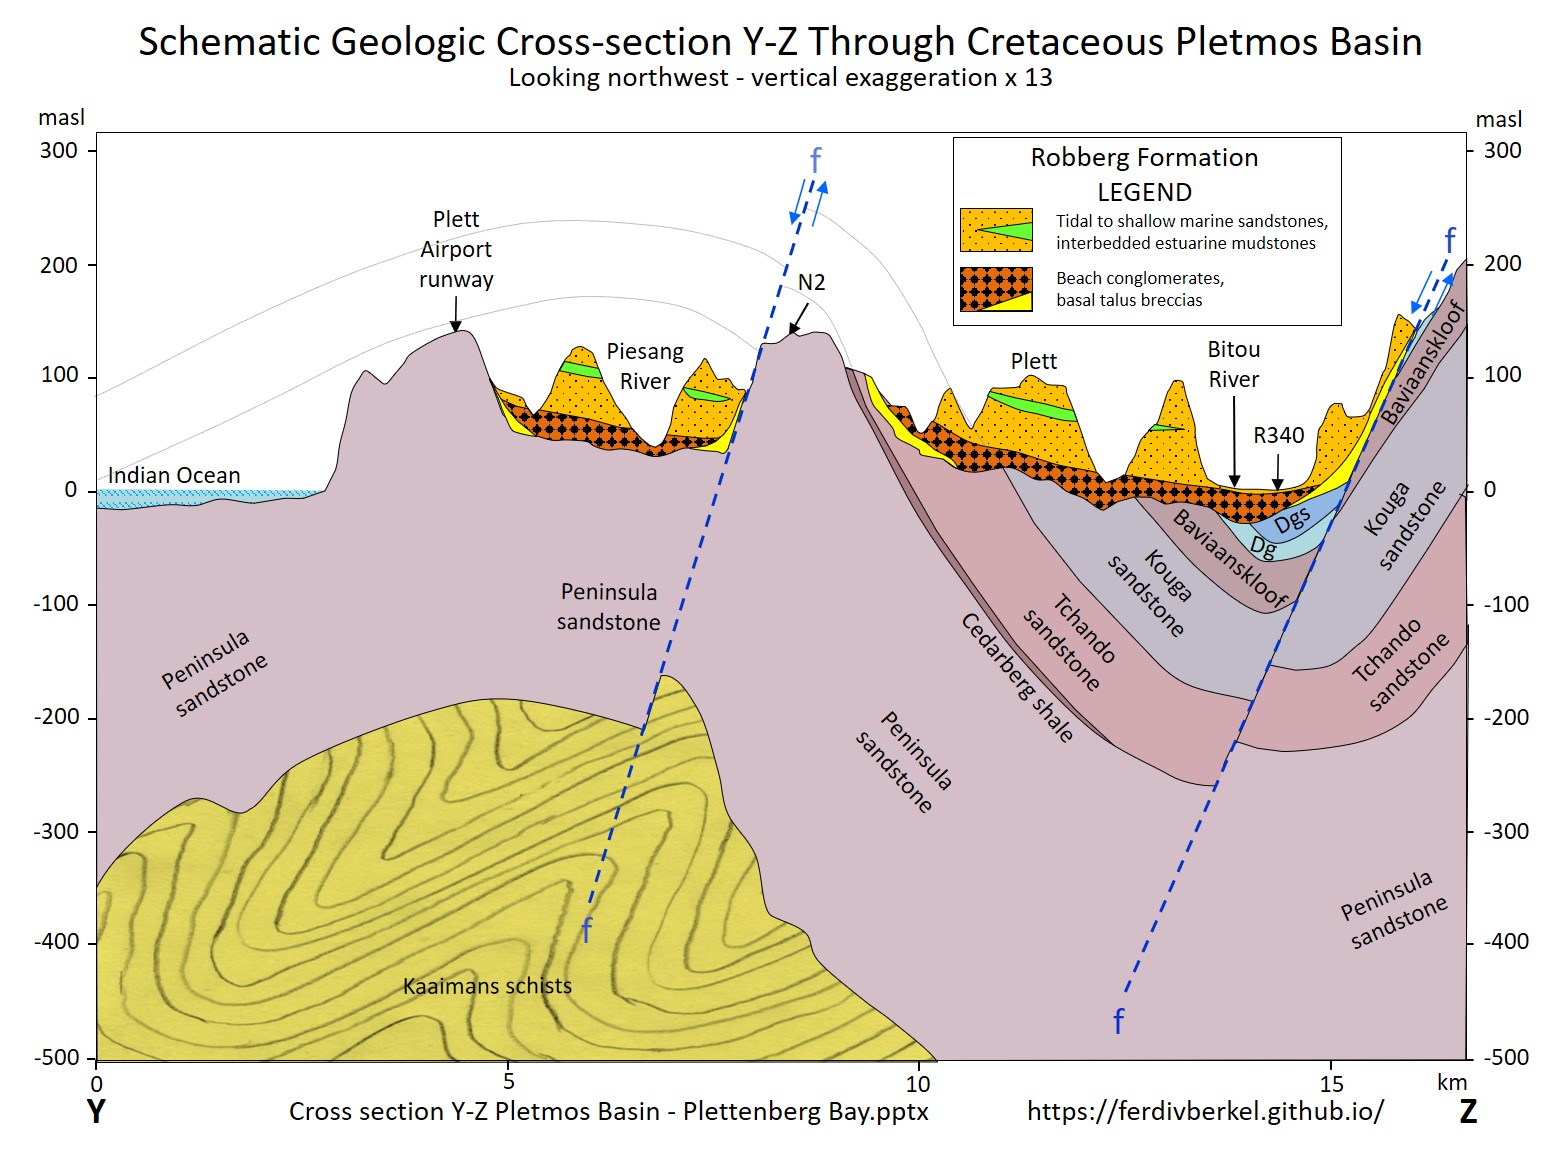 Schematic Geologic Cross-section Y-Z Through Cretaceous Pletmos Basin
Looking northwest - vertical exaggeration x 13
masl
masl
300
200
100
0
-100
-200
-300
-400
-500
300
200
100
0
-100
-200
-300
-400
-500
Robberg Formation
LEGEND
Tidal to shallow marine sandstones,
interbedded estuarine mudstones
Beach conglomerates,
basal talus breccias
f
f
Plett
Airport
runway
N2
Piesang
River
Plett
Bitou
River
R340
Indian Ocean
Dgs
Dg
Baviaanskloof
Baviaanskloof
Kouga
sandstone
Kouga
sandstone
Tchando
sandstone
Tchando
sandstone
Cedarberg shale
Peninsula
sandstone
Peninsula
sandstone
Peninsula
sandstone
Peninsula
sandstone
Kaaimans schists
f
f
0
5
10
15
km
Y
Cross section Y-Z Pletmos Basin - Plettenberg Bay.pptx
https://ferdivberkel.github.io/
Z